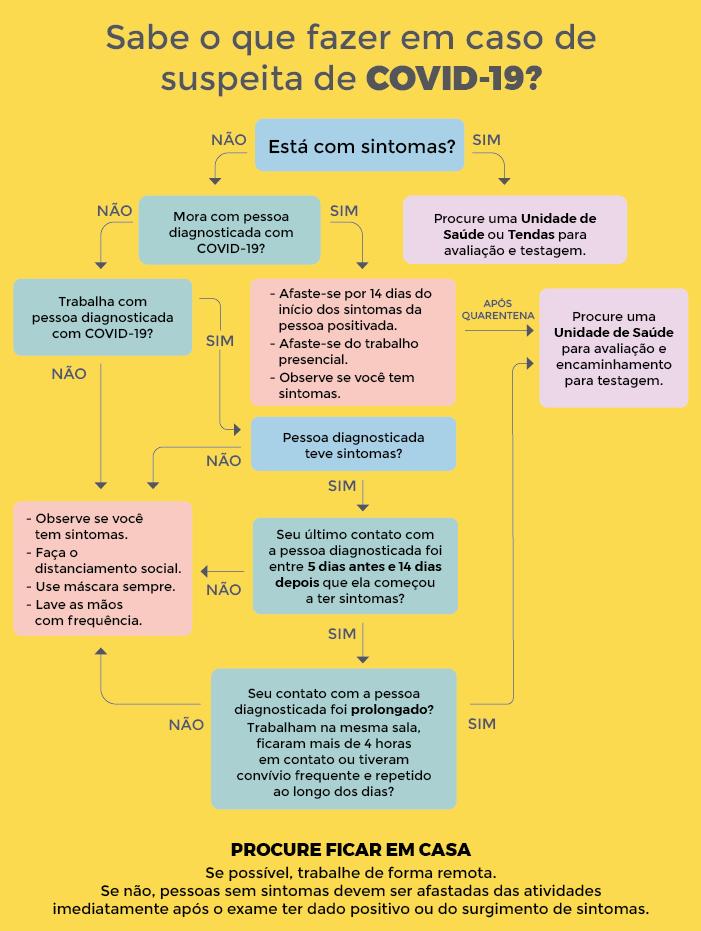 Sabe o que fazer em caso de
suspeita de COVID-19?
NÃO
Está com sintomas?
SIM
NÃO
Mora com pessoa
diagnosticada com
COVID-19?
SIM
Procure uma Unidade de
Saúde ou Tendas para
avaliação e testagem.
Trabalha com
pessoa diagnosticada
com COVID-19?
SIM
NÃO
- Afaste-se por 14 dias do
início dos sintomas da
pessoa positivada.
- Afaste-se do trabalho
presencial.
- Observe se você tem
sintomas.
APÓS
QUARENTENA
Procure uma
Unidade de Saúde
para avaliação e
encaminhamento
para testagem.
Pessoa diagnosticada
teve sintomas?
NÃO
SIM
- Observe se você
tem sintomas.
- Faça o
distanciamento social.
- Use máscara sempre.
- Lave as mãos
com frequência.
NÃO
Seu último contato com
a pessoa diagnosticada foi
entre 5 dias antes e 14 dias
depois que ela começou
a ter sintomas?
SIM
NÃO
Seu contato com a pessoa
diagnosticada foi prolongado?
Trabalham na mesma sala,
ficaram mais de 4 horas
em contato ou tiveram
convívio frequente e repetido
ao longo dos dias?
SIM
PROCURE FICAR EM CASA
Se possível, trabalhe de forma remota.
Se não, pessoas sem sintomas devem ser afastadas das atividades
imediatamente após o exame ter dado positivo ou do surgimento de sintomas.